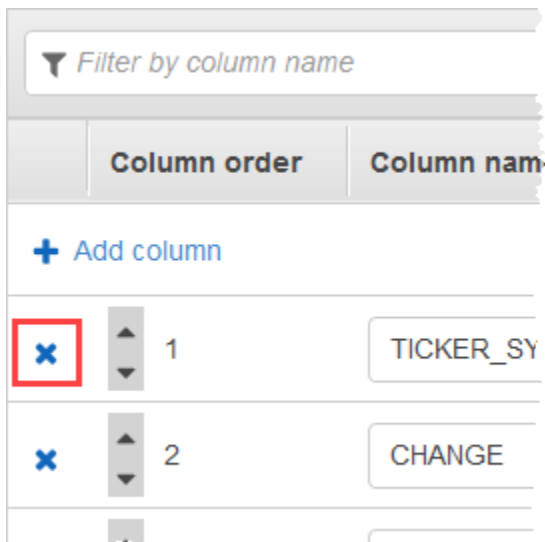 Filter by column name
Column order Column nam
Add column
1 TICKER_SY
2 CHANGE